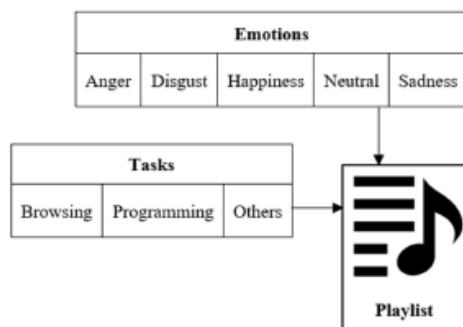 Emotions
Anger Disgust Happiness Neutral Sadness
Tasks
Browsing Programming Others
Playlist